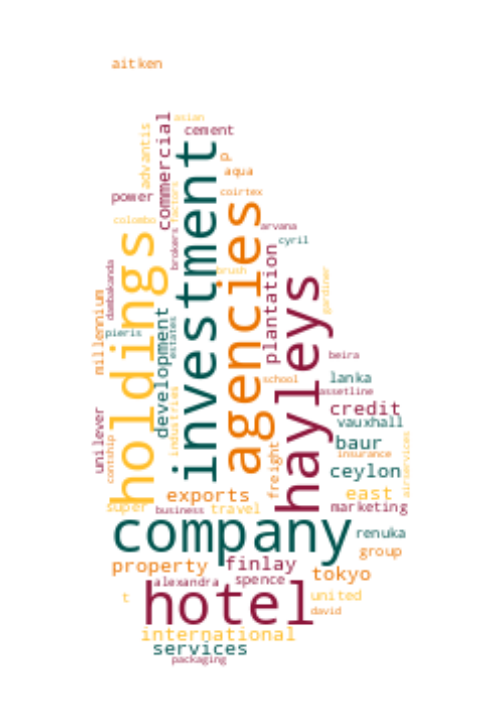 aitken
asian
cement
commercial
advantis
investment
p
aqua
power
factors
coirtex
colombo
agencies
arvana
brokers
cyril
holdings
plantation
brush
dambakanda
gardiner
hayleys
millennium
pieris
estates
development
beira
school
lanka
assetline
industries
credit
vauxhall
unilever
contship
baur
freight
insurance
airservices
ceylon
exports
east
super
business
travel
marketing
company
renuka
group
property
finlay
tokyo
alexandra
spence
hotel
t
united
david
international
services
packaging